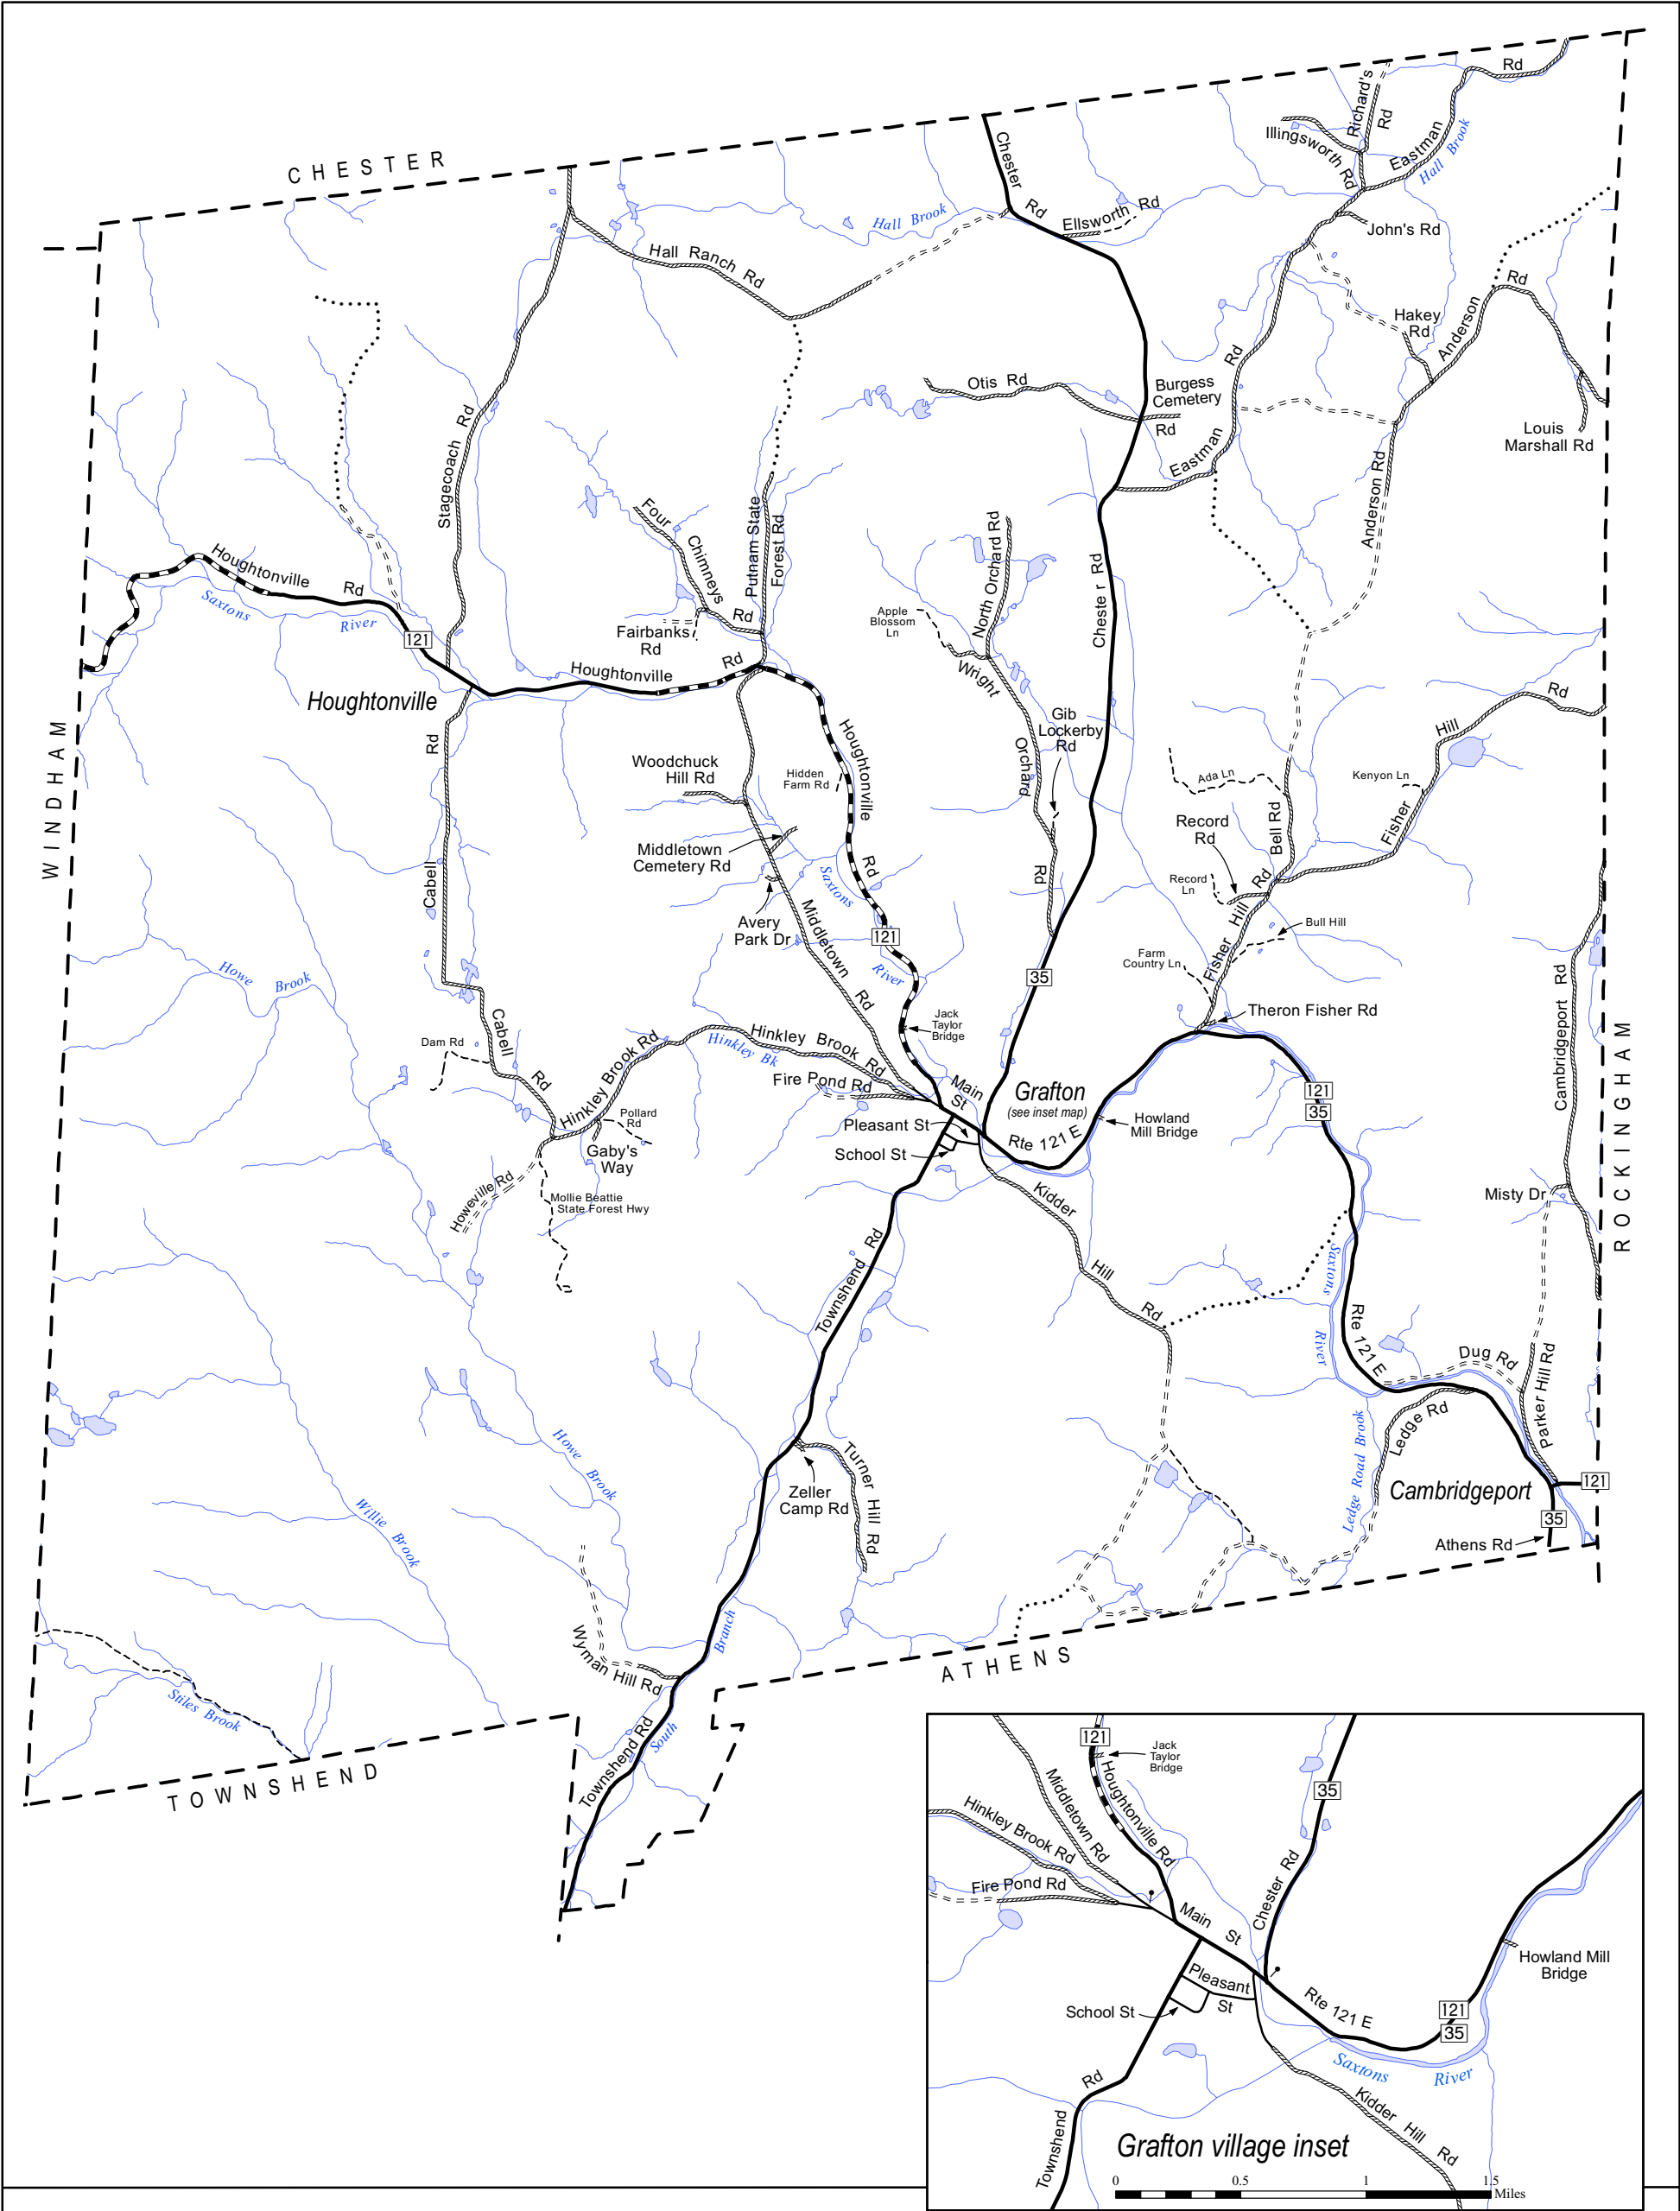 CHESTER
Rd
Richard's
Rd
Illingsworth Rd
Eastman
Hall Brook
Chester
Rd
Ellsworth Rd
Hall Brook
John's Rd
Hall Ranch Rd
Rd
Anderson
Hakey
Rd
Rd
Otis Rd
Burgess
Cemetery
Rd
Eastman
Louis
Marshall Rd
Stagecoach Rd
Anderson Rd
Four
Chimneys
Rd
Putnam State
Forest Rd
North Orchard Rd
Chester Rd
Houghtonville
Rd
Saxtons
River
121
Apple
Blossom
Ln
Fairbanks
Rd
Wright
Orchard
Rd
Houghtonville
Rd
Houghtonville
Rd
Hill
Gib
Lockerby
Rd
WINDHAM
Rd
Cabell
Houghtonville
Rd
Woodchuck
Hill Rd
Hidden
Farm Rd
Ada Ln
Kenyon Ln
Fisher
Bell Rd
Record
Rd
Record
Ln
Middletown
Cemetery Rd
Saxtons
River
Avery
Park Dr
Middletown
Rd
121
Fisher Hill Rd
Bull Hill
Farm
Country Ln
35
Howe Brook
Cambridgeport Rd
Theron Fisher Rd
Jack
Taylor
Bridge
ROCKINGHAM
Cabell
Rd
Dam Rd
Hinkley Brook Rd
Hinkley Brook Rd
Hinkley Bk
Fire Pond Rd
Main
St
Grafton
(see inset map)
121
35
Howland
Mill Bridge
Pleasant St
School St
Rte 121 E
Pollard
Rd
Gaby's
Way
Howeville Rd
Mollie Beattie
State Forest Hwy
Misty Dr
Kidder
Hill
Rd
Townshend Rd
Saxtons
River
Rte 121 E
Dug Rd
Parker Hill Rd
Ledge Rd
Ledge Road Brook
Cambridgeport
121
35
Athens Rd
Howe Brook
Willie Brook
Turner Hill Rd
Zeller
Camp Rd
Wyman Hill Rd
Branch
South
ATHENS
Stiles Brook
Townshend Rd
TOWNSHEND
121
Jack
Taylor
Bridge
Houghtonville Rd
Middletown Rd
35
Hinkley Brook Rd
Fire Pond Rd
Main
St
Chester Rd
Howland Mill
Bridge
Pleasant
St
School St
Rte 121 E
121
35
Saxtons
River
Rd
Townshend
Kidder Hill Rd
Grafton village inset
0 0.5 1 1.5
Miles